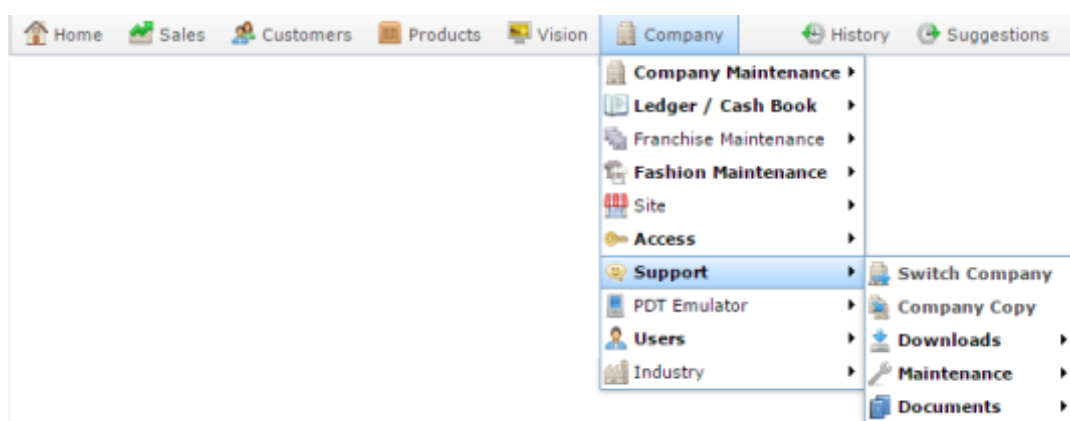 Home Sales Customers Products Vision Company History Suggestions
Company Maintenance
Ledger / Cash Book
Franchise Maintenance
Fashion Maintenance
Site
Access
Support
PDT Emulator
Users
Industry
Switch Company
Company Copy
Downloads
Maintenance
Documents